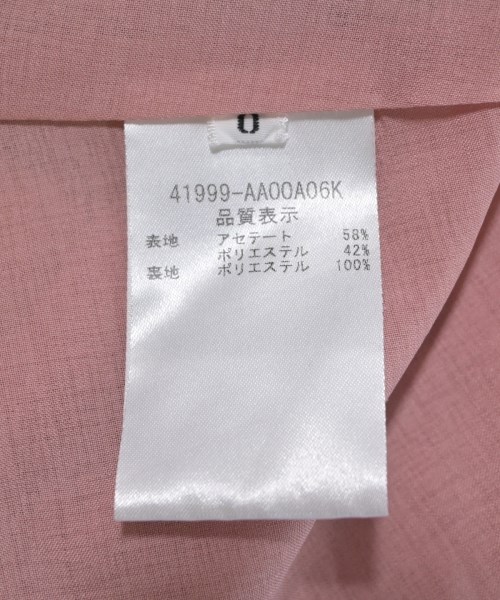 0
41999-AA00A06K
品質表示
表地 アセテート 58%
ポリエステル 42%
裏地 ポリエステル 100%